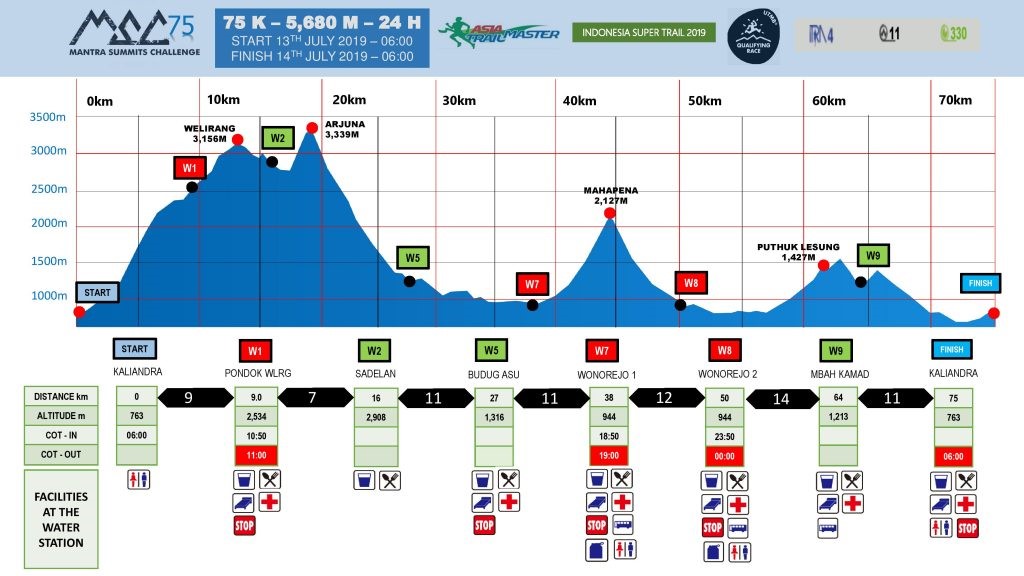 MSC75
MANTRA SUMMITS CHALLENGE
75 K – 5,680 M – 24 H
START 13TH JULY 2019 – 06:00
FINISH 14TH JULY 2019 – 06:00
ASIA
TRAILMASTER
INDONESIA SUPER TRAIL 2019
UTMB®
QUALIFYING
RACE
4
11
330
0km 10km 20km 30km 40km 50km 60km 70km
3500m
3000m
2500m
2000m
1500m
1000m
WELIRANG
3,156M
ARJUNA
3,339M
MAHAPENA
2,127M
PUTHUK LESUNG
1,427M
START
W1
W2
W5
W7
W8
W9
FINISH
START W1 W2 W5 W7 W8 W9 FINISH
KALIANDRA PONDOK WLRG SADELAN BUDUG ASU WONOREJO 1 WONOREJO 2 MBAH KAMAD KALIANDRA
DISTANCE km 0 9 9.0 7 16 11 27 11 38 12 50 14 64 11 75
ALTITUDE m 763 2,534 2,908 1,316 944 944 1,213 763
COT - IN 06:00 10:50 18:50 23:50
COT - OUT 11:00 19:00 00:00 06:00
FACILITIES
AT THE
WATER
STATION
STOP STOP STOP STOP STOP